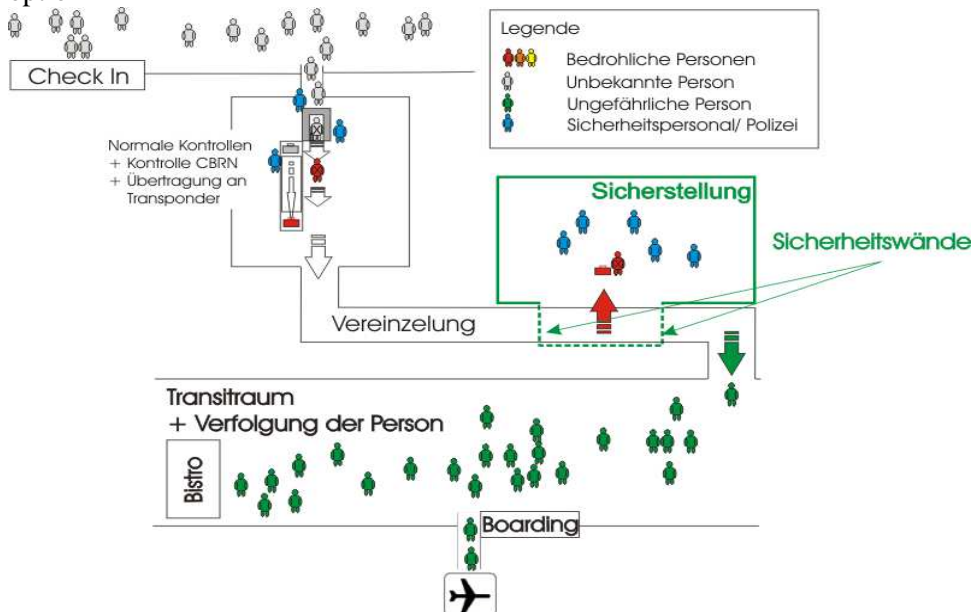 Check In
Legende
Bedrohliche Personen
Unbekannte Person
Ungefährliche Person
Sicherheitspersonal/ Polizei
Normale Kontrollen
+ Kontrolle CBRN
+ Übertragung an
Transponder
Sicherstellung
Sicherheitswände
Vereinzelung
Transitraum
+ Verfolgung der Person
Bistro
Boarding